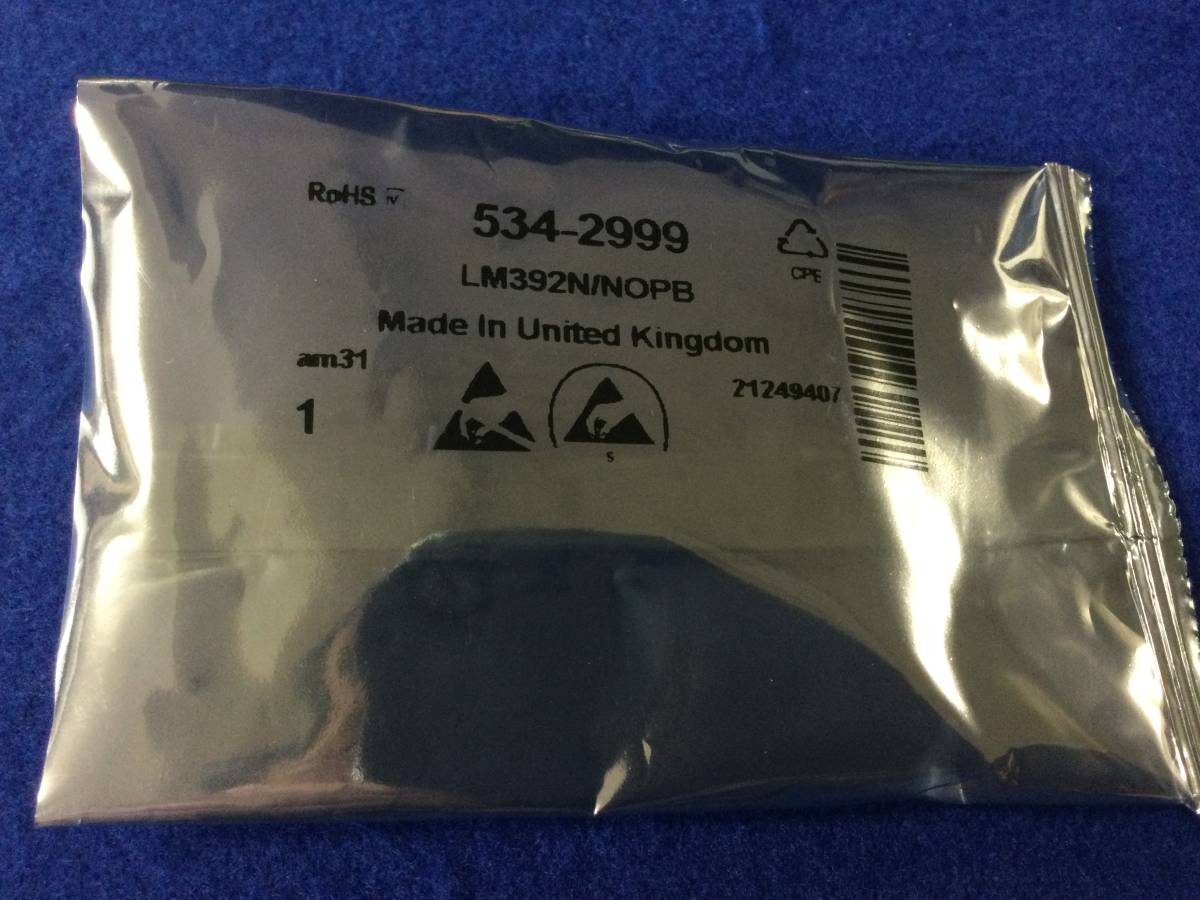 RoHS
534-2999
CPE
LM392N/NOPB
Made In United Kingdom
am31
21249407
1
S